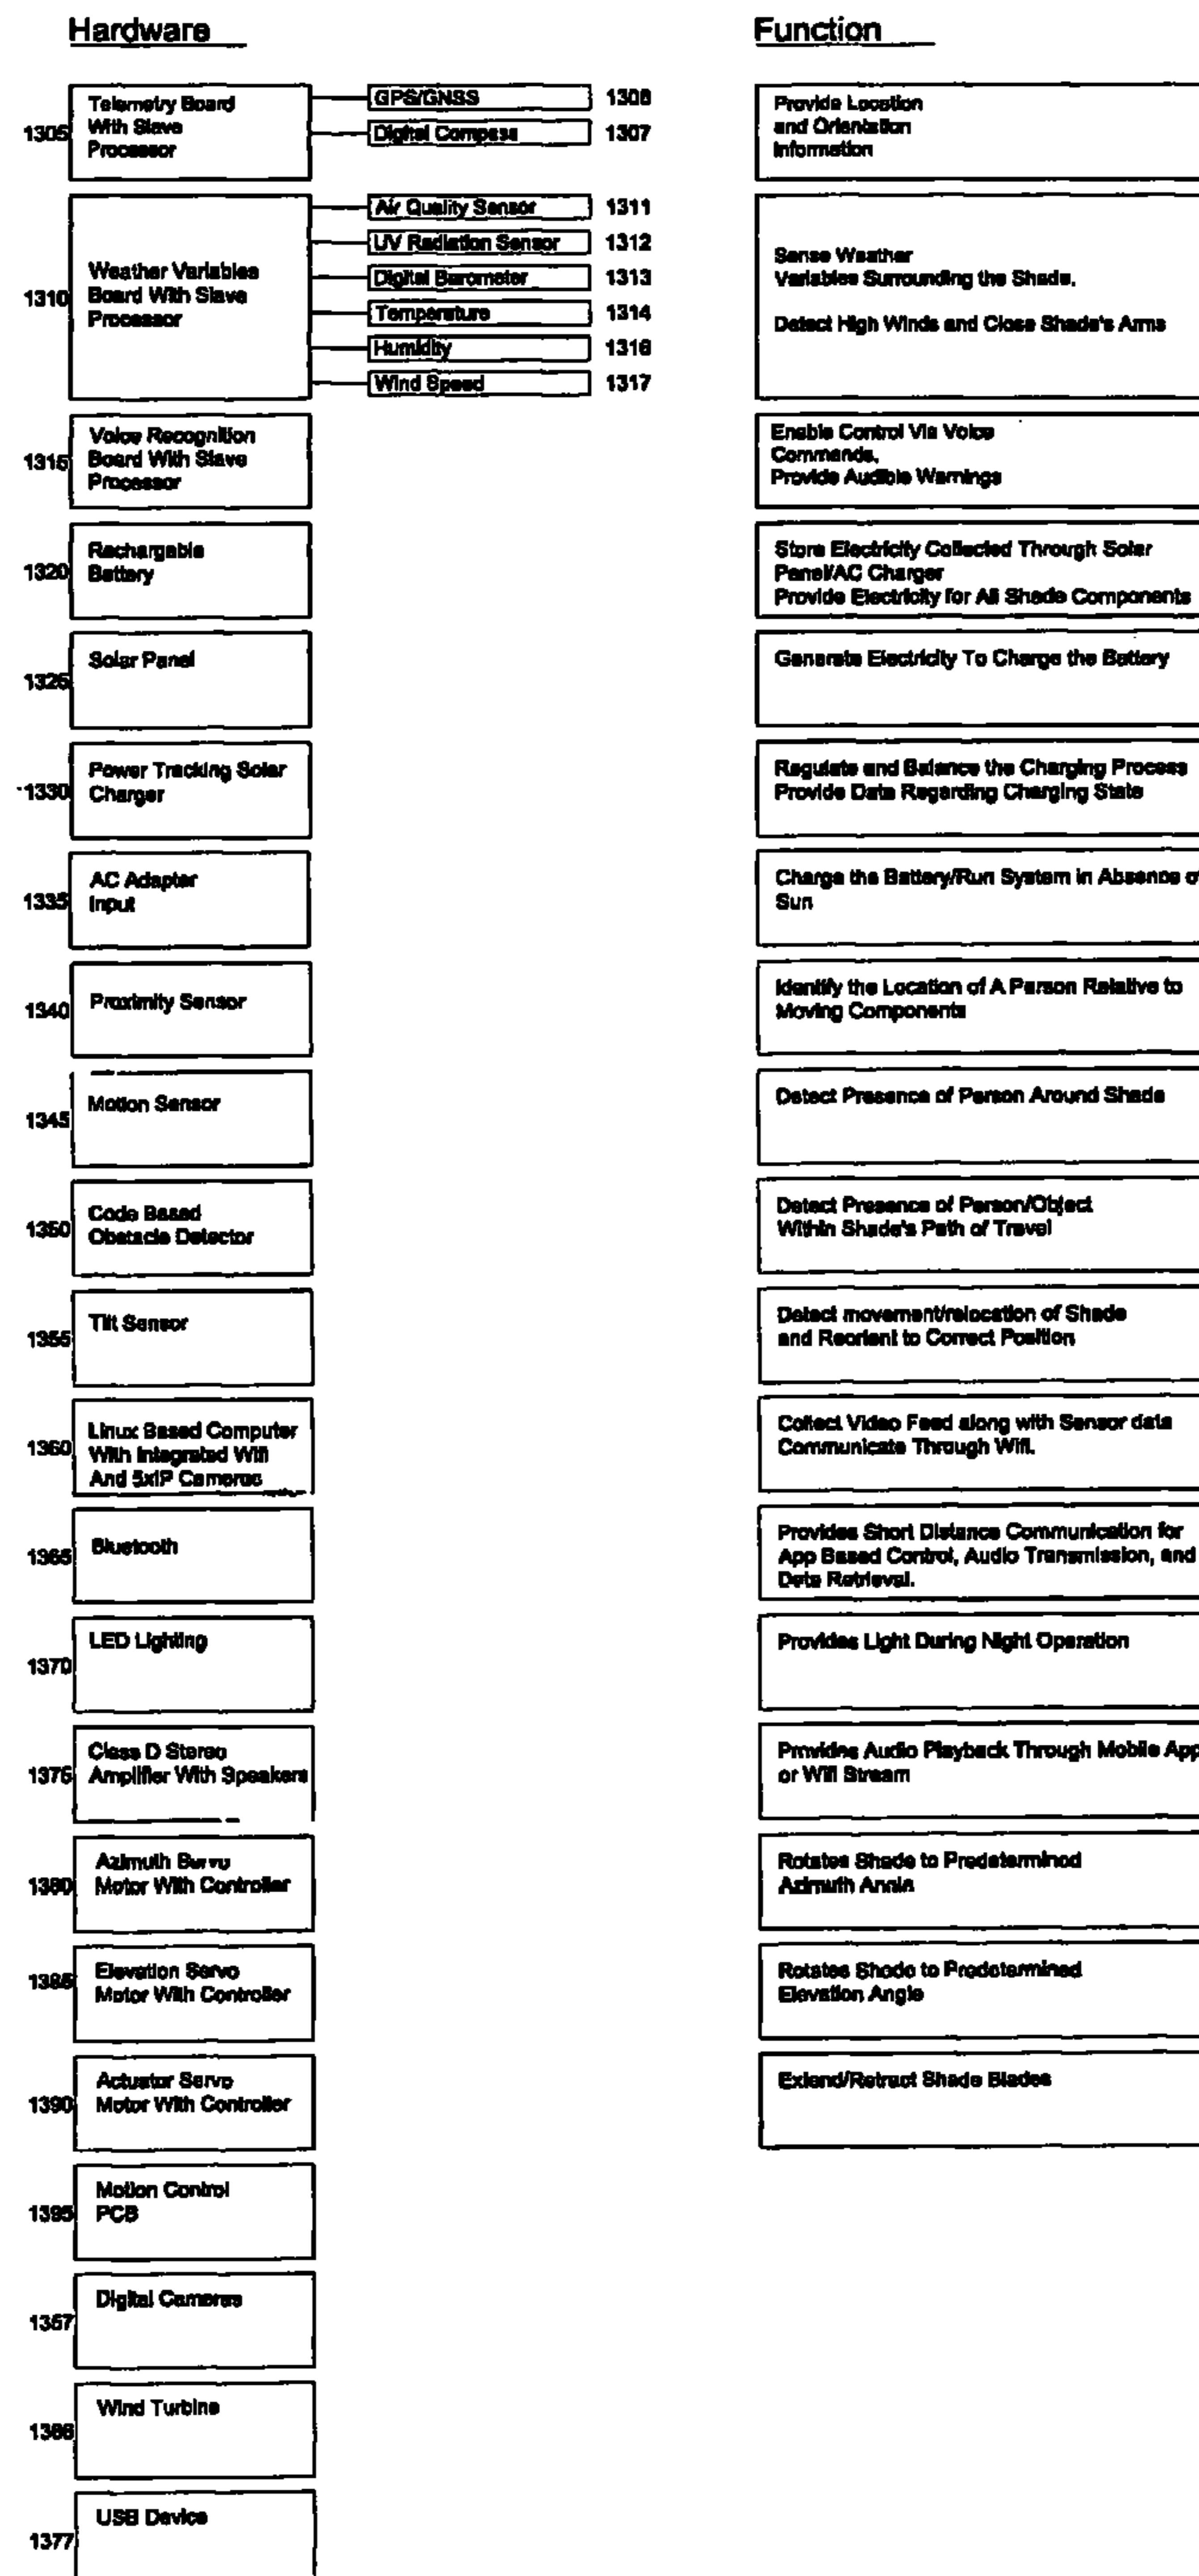 Hardware
Function
1305
Telemetry Board
With Slave
Processor
GPS/GNSS
1306
Digital Compass
1307
Provide Location
and Orientation
Information
1310
Weather Variables
Board With Slave
Processor
Air Quality Sensor
1311
UV Radiation Sensor
1312
Digital Barometer
1313
Temperature
1314
Humidity
1316
Wind Speed
1317
Sense Weather
Variables Surrounding the Shade.
Detect High Winds and Close Shade's Arms
1315
Voice Recognition
Board With Slave
Processor
Enable Control Via Voice
Commands.
Provide Audible Warnings
1320
Rechargable
Battery
Store Electricity Collected Through Solar
Panel/AC Charger
Provide Electricity for All Shade Components
1325
Solar Panel
Generate Electricity To Charge the Battery
1330
Power Tracking Solar
Charger
Regulate and Balance the Charging Process
Provide Data Regarding Charging State
1335
AC Adapter
Input
Charge the Battery/Run System in Absence of
Sun
1340
Proximity Sensor
Identify the Location of A Person Relative to
Moving Components
1345
Motion Sensor
Detect Presence of Person Around Shade
1350
Code Based
Obstacle Detector
Detect Presence of Person/Object
Within Shade's Path of Travel
1355
Tilt Sensor
Detect movement/relocation of Shade
and Reorient to Correct Position
1360
Linux Based Computer
With Integrated Wifi
And 5xIP Cameras
Collect Video Feed along with Sensor data
Communicate Through Wifi.
1365
Bluetooth
Provides Short Distance Communication for
App Based Control, Audio Transmission, and
Data Retrieval.
1370
LED Lighting
Provides Light During Night Operation
1375
Class D Stereo
Amplifier With Speakers
Provides Audio Playback Through Mobile App
or Wifi Stream
1380
Azimuth Servo
Motor With Controller
Rotates Shade to Predetermined
Azimuth Angle
1385
Elevation Servo
Motor With Controller
Rotates Shade to Predetermined
Elevation Angle
1390
Actuator Servo
Motor With Controller
Extend/Retract Shade Blades
1395
Motion Control
PCB
1357
Digital Cameras
1386
Wind Turbine
1377
USB Device